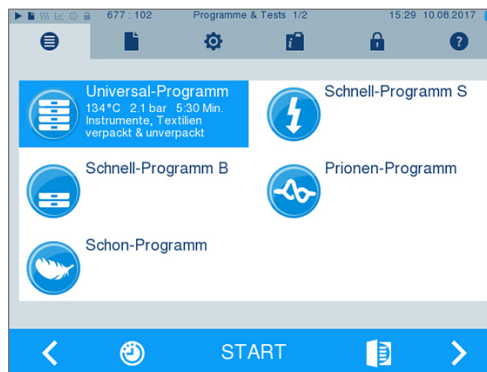 677 : 102 Programme & Tests 1/2 15:29 10.08.2017
Universal-Programm
134°C 2.1 bar 5:30 Min.
Instrumente, Textilien
verpackt & unverpackt
Schnell-Programm S
Schnell-Programm B
Prionen-Programm
Schon-Programm
START